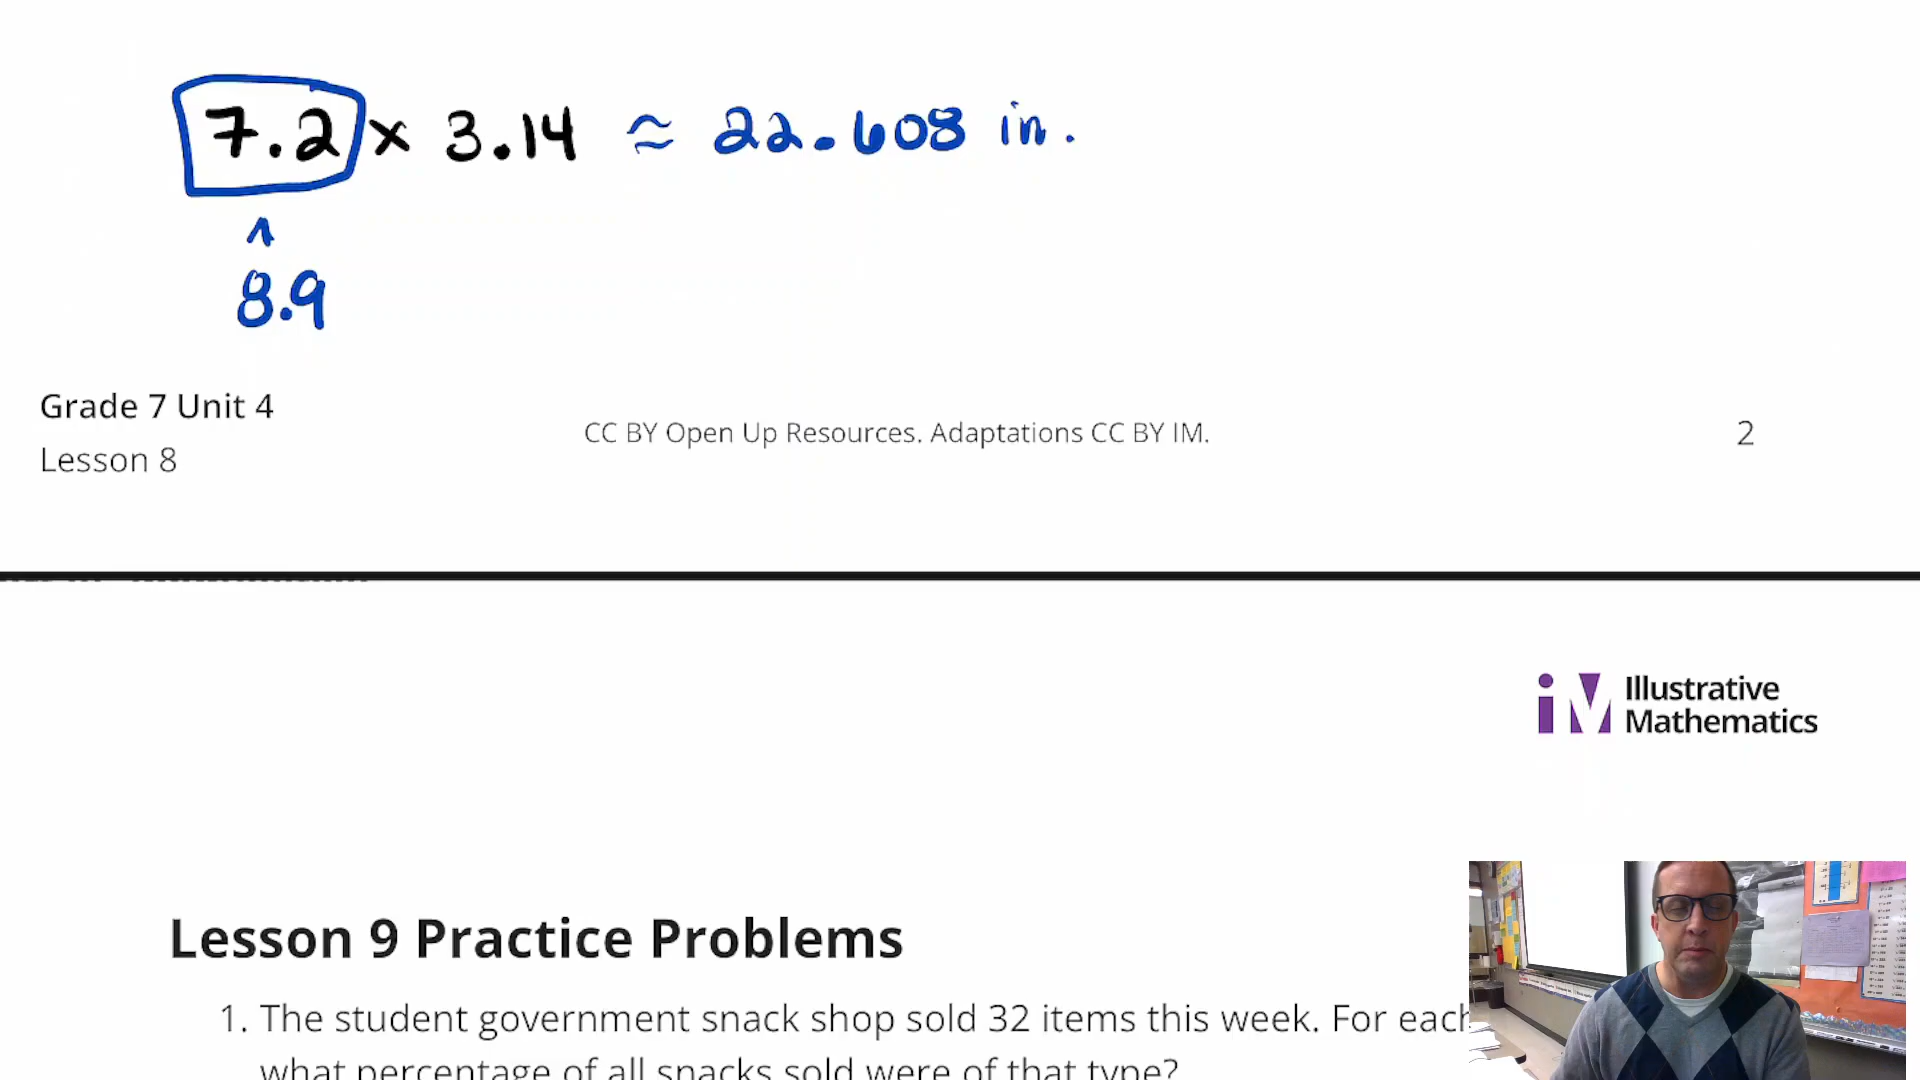 7.2 x 3.14 ≈ 22.608 in.
^
8.9
Grade 7 Unit 4
Lesson 8
CC BY Open Up Resources. Adaptations CC BY IM.
2
Illustrative
Mathematics
Lesson 9 Practice Problems
1. The student government snack shop sold 32 items this week. For each
what percentage of all snacks sold were of that type?